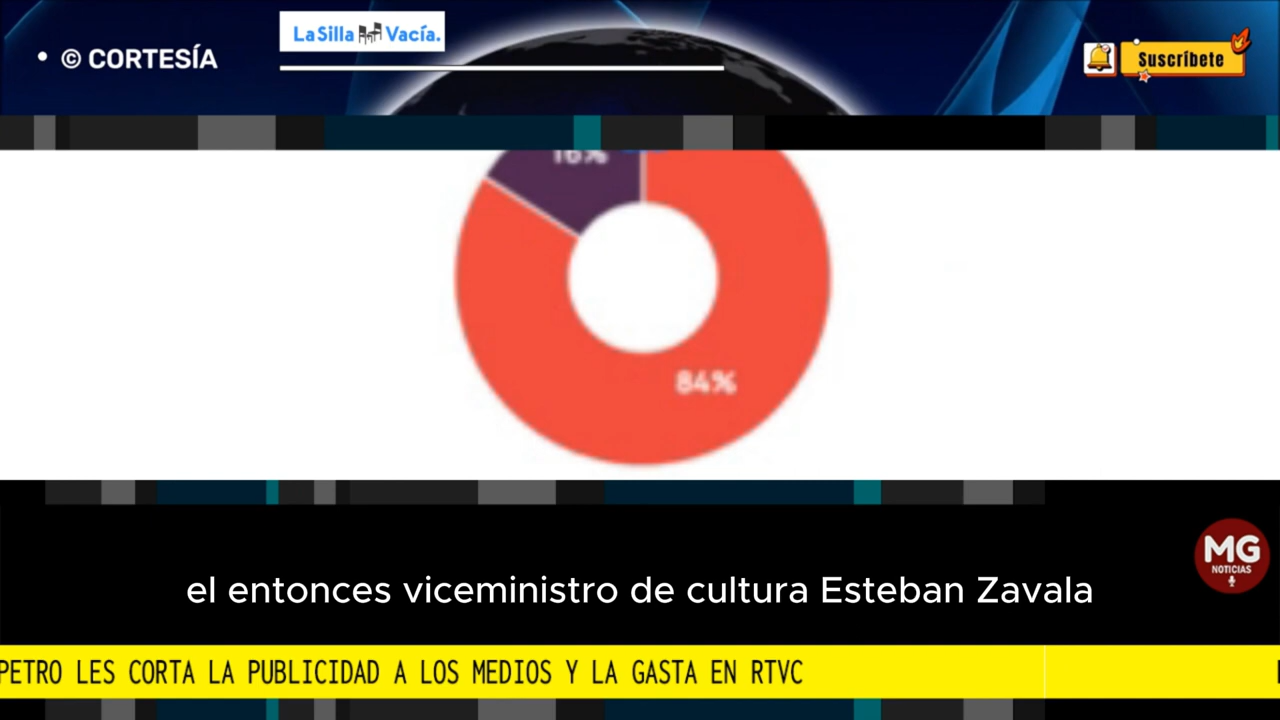 © CORTESÍA
La Silla Vacía.
Suscríbete
16%
84%
MG
NOTICIAS
el entonces viceministro de cultura Esteban Zavala
PETRO LES CORTA LA PUBLICIDAD A LOS MEDIOS Y LA GASTA EN RTVC